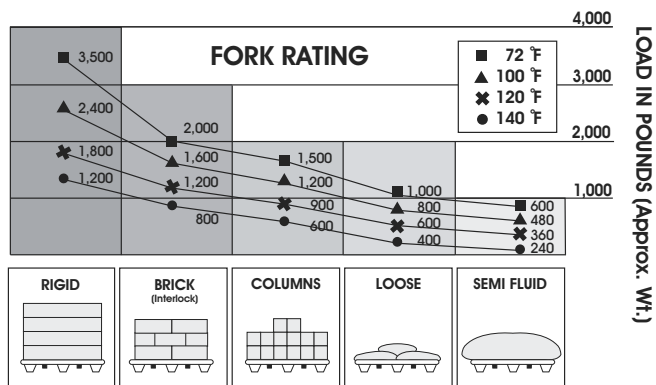 FORK RATING
72 °F
100 °F
120 °F
140 °F
4,000
3,000
2,000
1,000
LOAD IN POUNDS (Approx. Wt.)
3,500
2,400
1,800
1,200
2,000
1,600
1,200
800
1,500
1,200
900
600
1,000
800
600
400
600
480
360
240
RIGID
BRICK
(Interlock)
COLUMNS
LOOSE
SEMI FLUID